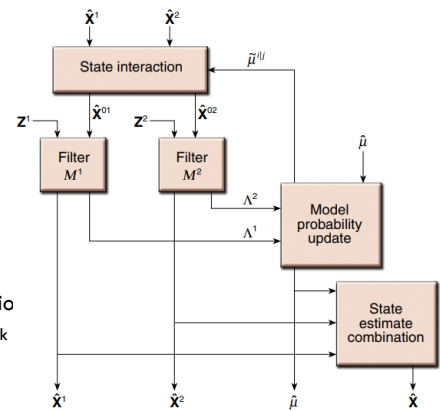 X̂¹ X̂²
State interaction
μ̃^{i|j}
X̂⁰¹ X̂⁰²
Z¹ Z²
Filter
M¹
Filter
M²
μ̂
Λ²
Λ¹
Model
probability
update
io
k
State
estimate
combination
X̂¹ X̂² μ̂ X̂